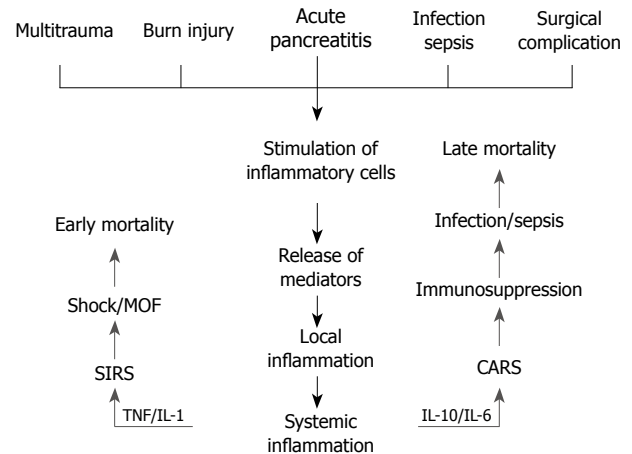 Multitrauma
Burn injury
Acute
pancreatitis
Infection
sepsis
Surgical
complication
Stimulation of
inflammatory cells
Late mortality
Infection/sepsis
Early mortality
Release of
mediators
Immunosuppression
Shock/MOF
Local
inflammation
SIRS
CARS
TNF/IL-1
Systemic
inflammation
IL-10/IL-6